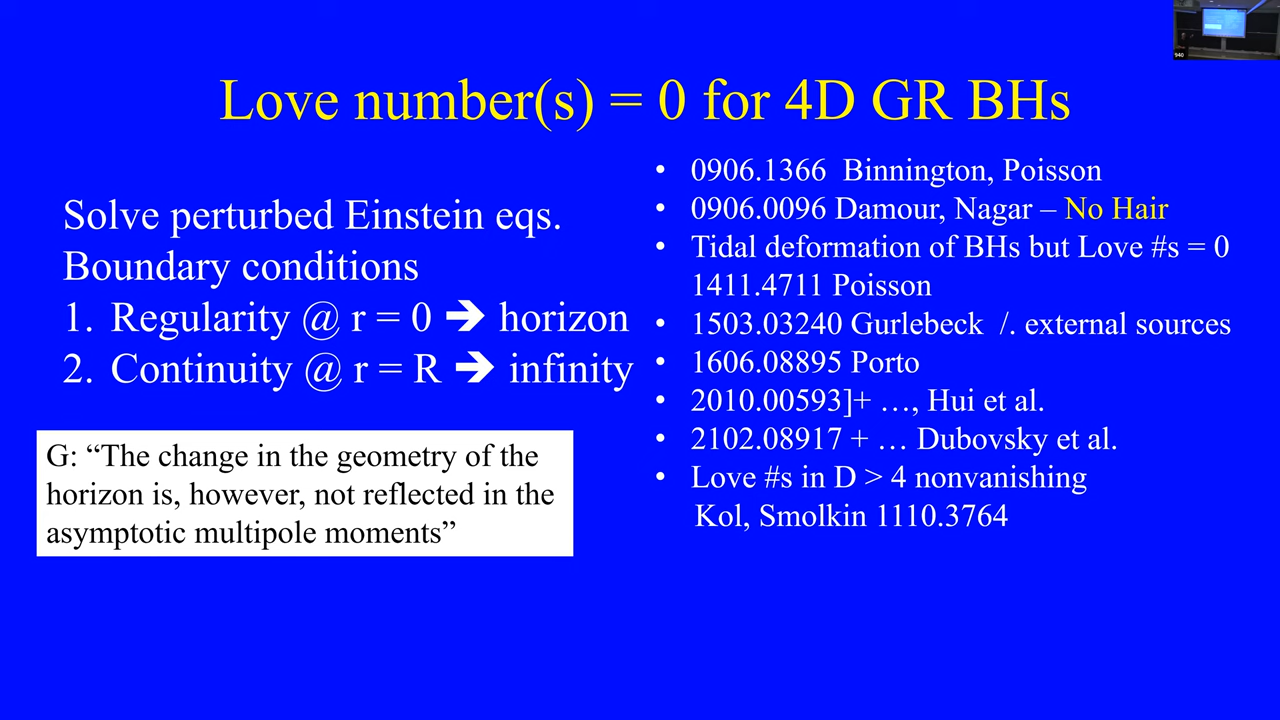 Love number(s) = 0 for 4D GR BHs
Solve perturbed Einstein eqs.
Boundary conditions
1. Regularity @ r = 0 ➔ horizon
2. Continuity @ r = R ➔ infinity
G: “The change in the geometry of the
horizon is, however, not reflected in the
asymptotic multipole moments”
• 0906.1366 Binnington, Poisson
• 0906.0096 Damour, Nagar – No Hair
• Tidal deformation of BHs but Love #s = 0
1411.4711 Poisson
• 1503.03240 Gurlebeck /. external sources
• 1606.08895 Porto
• 2010.00593]+ …, Hui et al.
• 2102.08917 + … Dubovsky et al.
• Love #s in D > 4 nonvanishing
Kol, Smolkin 1110.3764